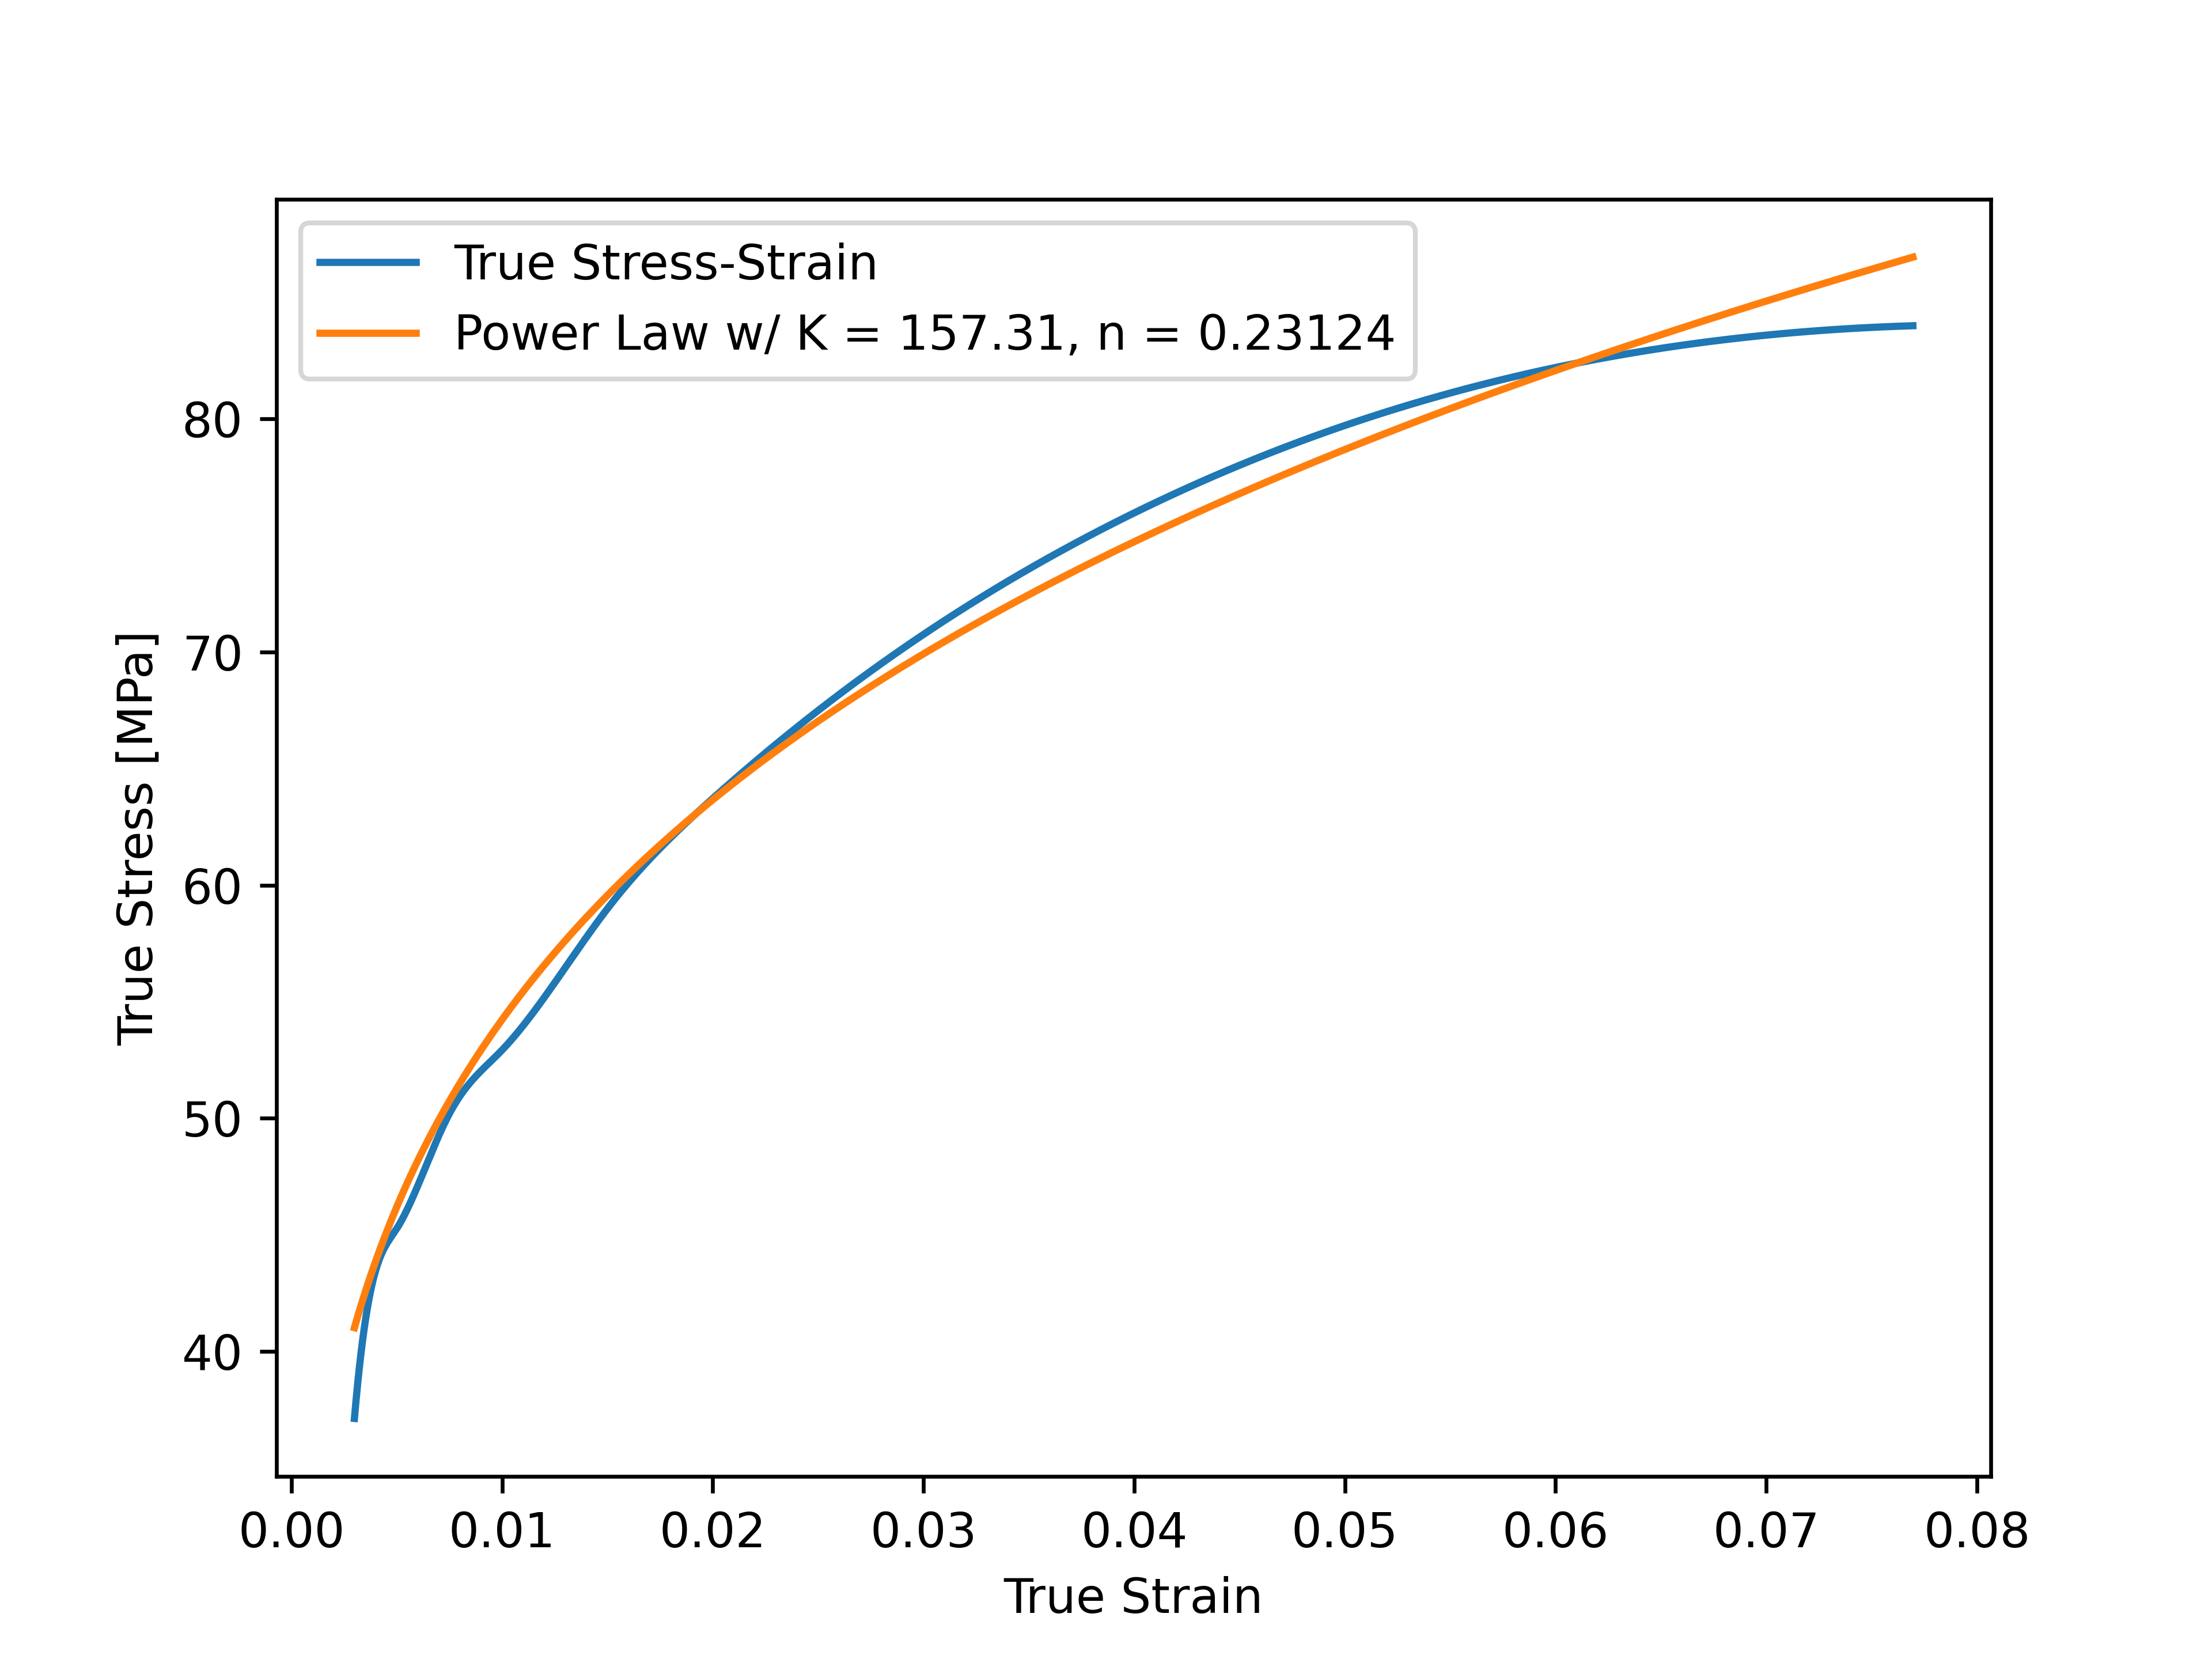 True Stress-Strain
Power Law w/ K = 157.31, n = 0.23124
80
70
60
50
40
True Stress [MPa]
0.00 0.01 0.02 0.03 0.04 0.05 0.06 0.07 0.08
True Strain